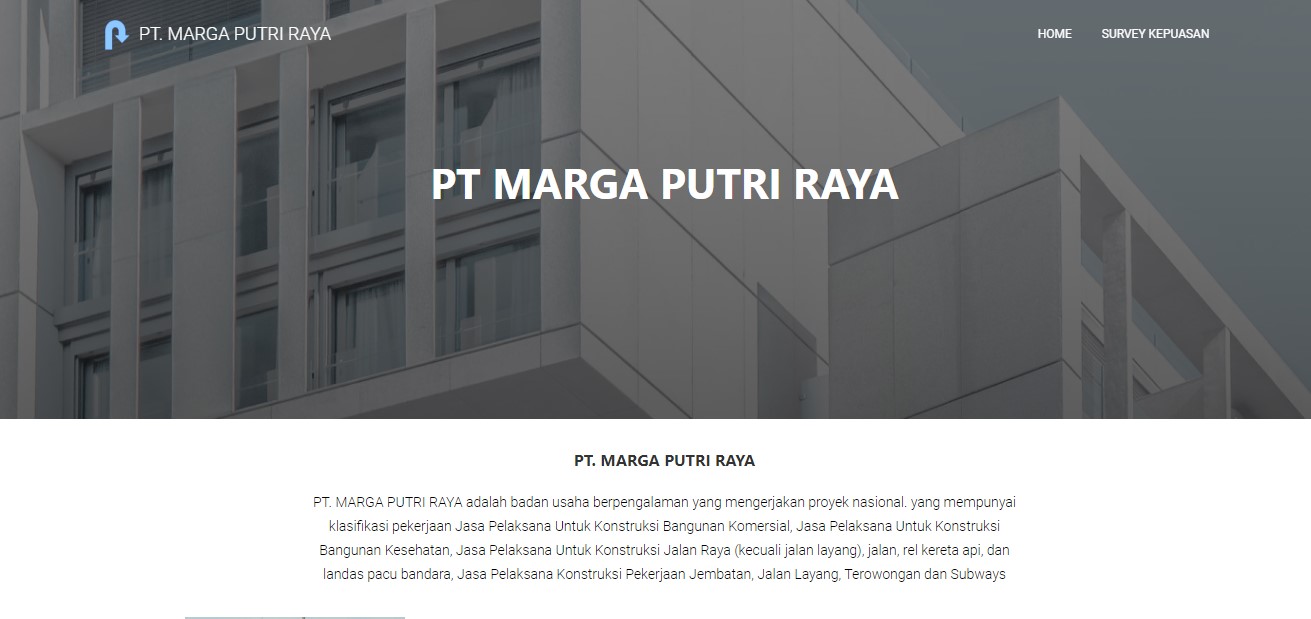 PT. MARGA PUTRI RAYA
HOME
SURVEY KEPUASAN
PT MARGA PUTRI RAYA
PT. MARGA PUTRI RAYA
PT. MARGA PUTRI RAYA adalah badan usaha berpengalaman yang mengerjakan proyek nasional. yang mempunyai
klasifikasi pekerjaan Jasa Pelaksana Untuk Konstruksi Bangunan Komersial, Jasa Pelaksana Untuk Konstruksi
Bangunan Kesehatan, Jasa Pelaksana Untuk Konstruksi Jalan Raya (kecuali jalan layang), jalan, rel kereta api, dan
landas pacu bandara, Jasa Pelaksana Konstruksi Pekerjaan Jembatan, Jalan Layang, Terowongan dan Subways